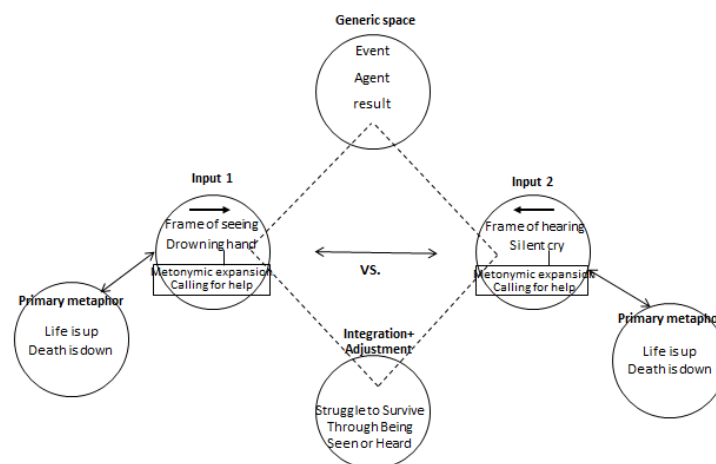 Generic space
Event
Agent
result
Input 1
Frame of seeing
Drowning hand
Metonymic expansion
Calling for help
vs.
Input 2
Frame of hearing
Silent cry
Metonymic expansion
Calling for help
Primary metaphor
Life is up
Death is down
Primary metapho
Life is up
Death is down
Integration+
Adjustment
Struggle to Survive
Through Being
Seen or Heard